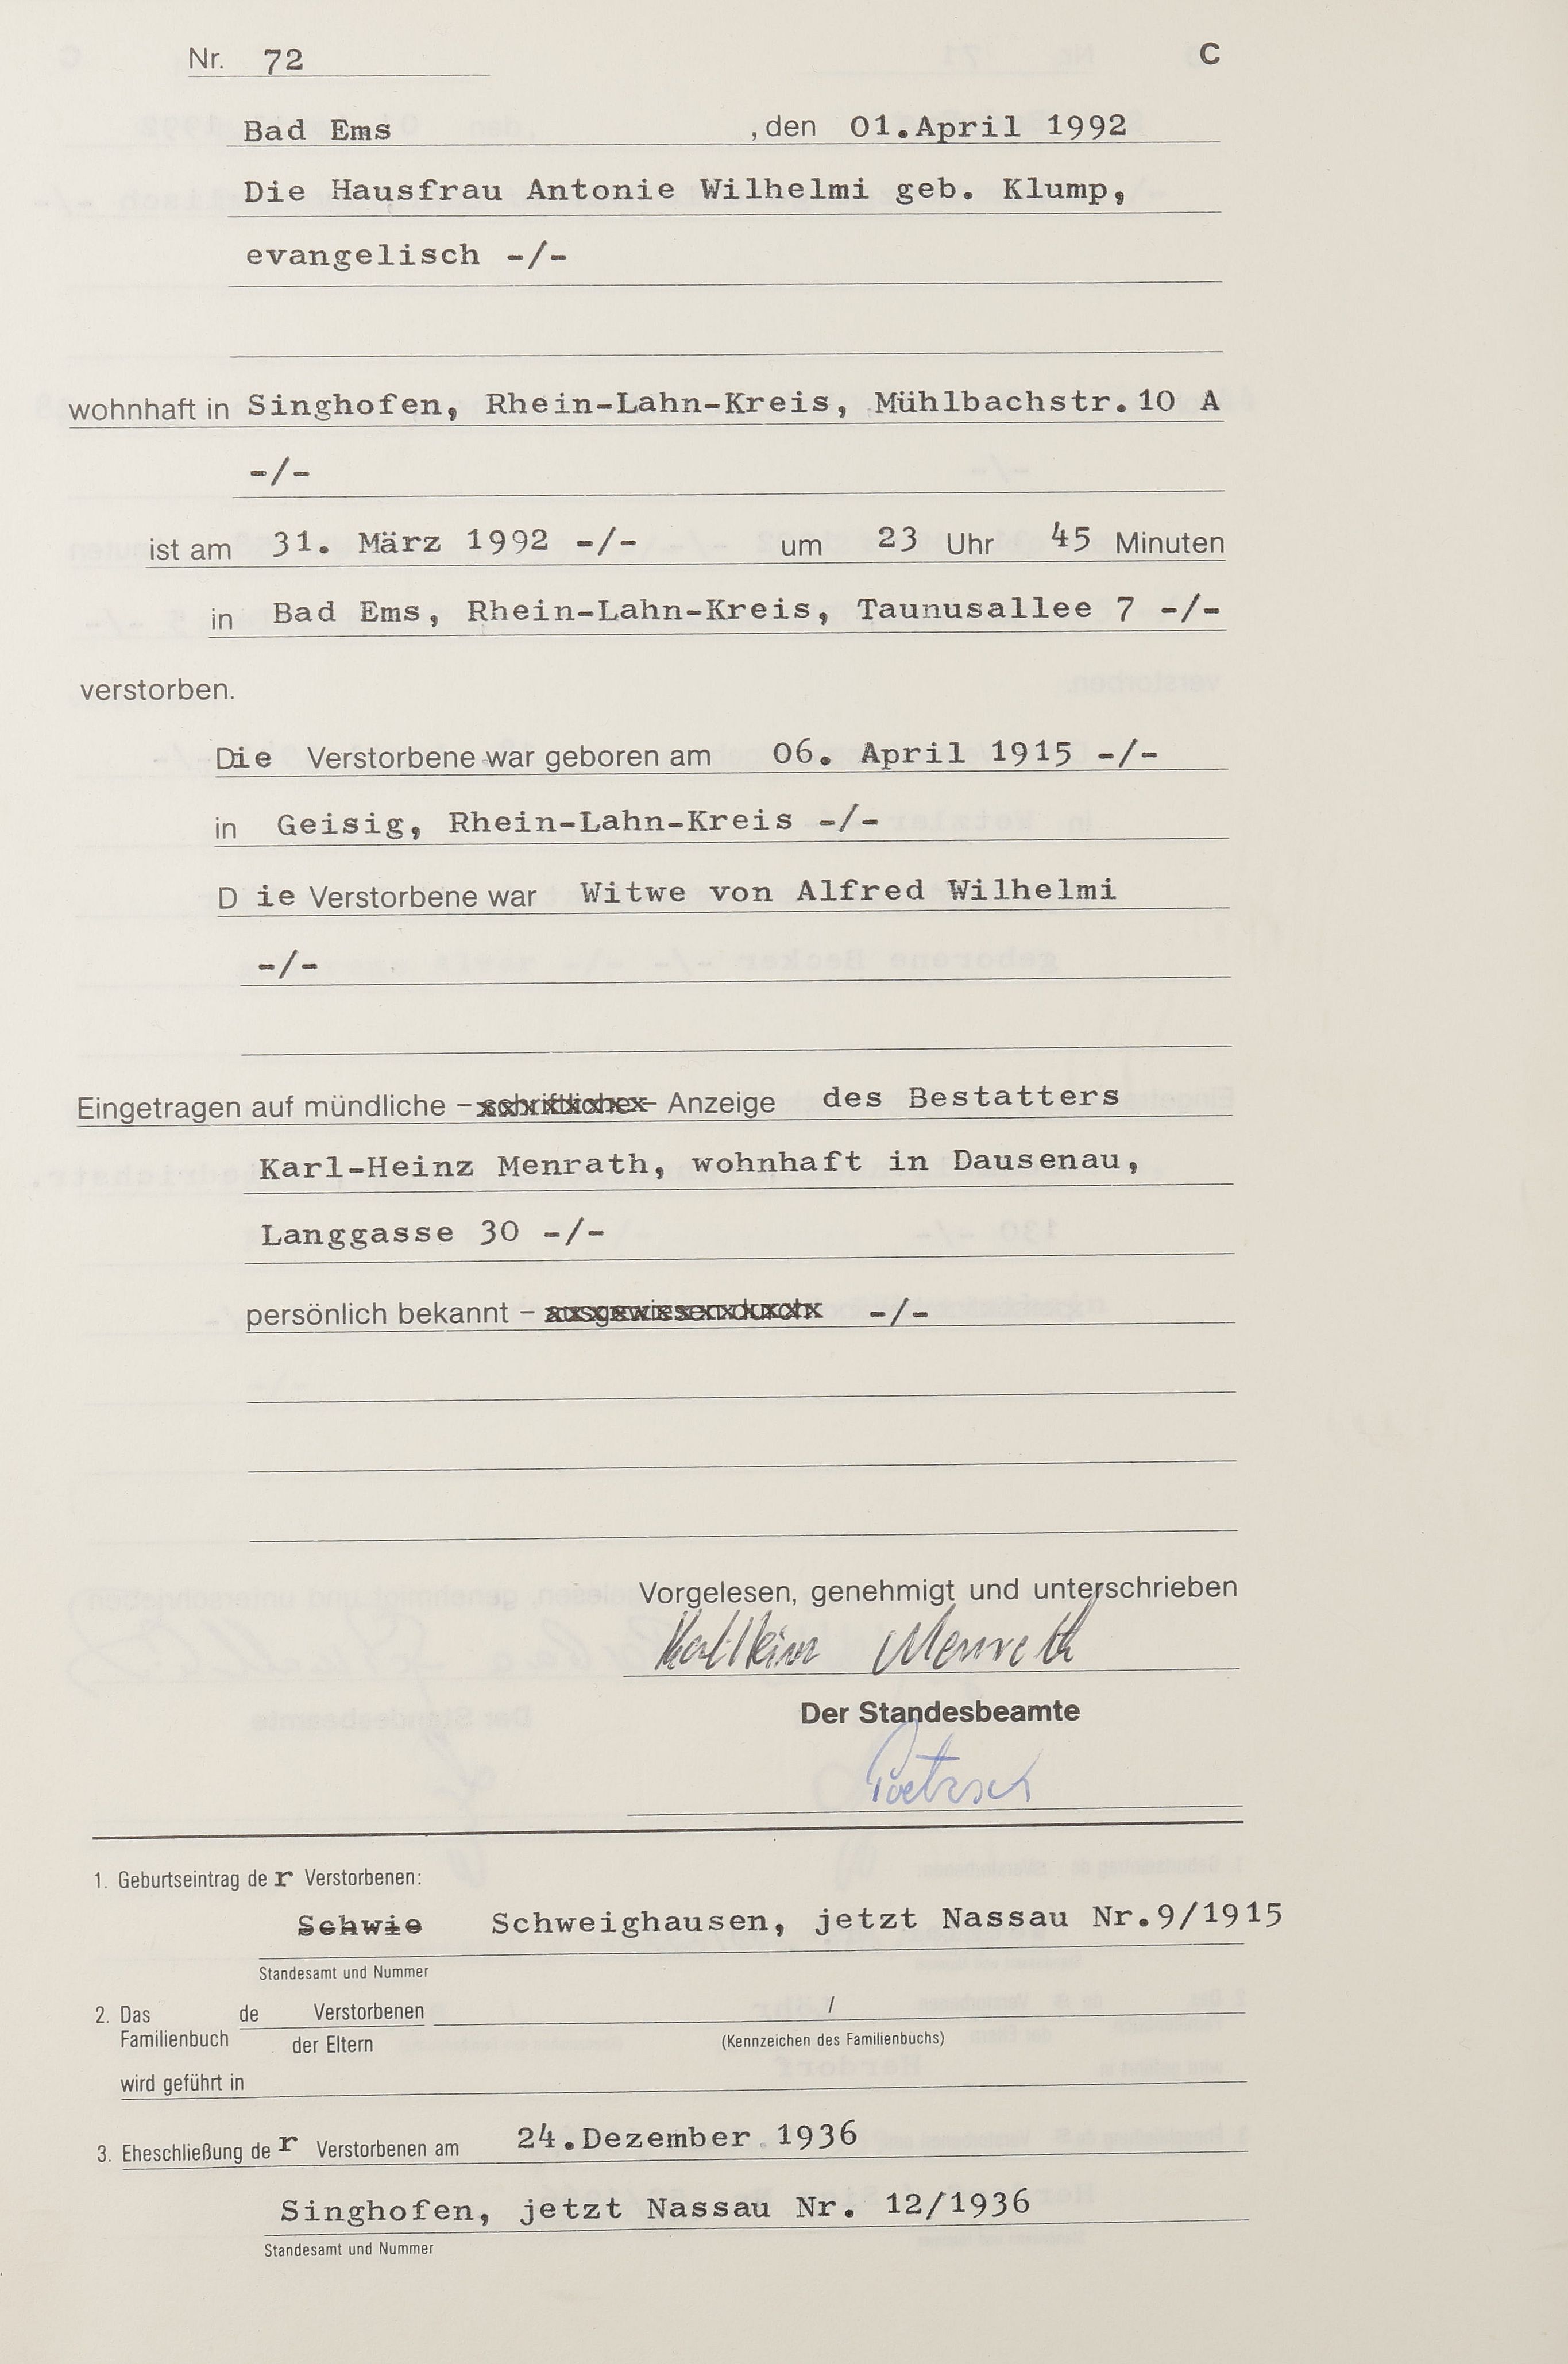 Nr. 72 C
Bad Ems , den 01.April 1992
Die Hausfrau Antonie Wilhelmi geb. Klump,
evangelisch -/-
wohnhaft in Singhofen, Rhein-Lahn-Kreis, Mühlbachstr.10 A
-/-
ist am 31. März 1992 -/- um 23 Uhr 45 Minuten
in Bad Ems, Rhein-Lahn-Kreis, Taunusallee 7 -/-
verstorben.
Die Verstorbene war geboren am 06. April 1915 -/-
in Geisig, Rhein-Lahn-Kreis -/-
D ie Verstorbene war Witwe von Alfred Wilhelmi
-/-
Eingetragen auf mündliche – schriftliche – Anzeige des Bestatters
Karl-Heinz Menrath, wohnhaft in Dausenau,
Langgasse 30 -/-
persönlich bekannt – ausgewiesen durch -/-
Vorgelesen, genehmigt und unterschrieben
Karl Heinz Menrath
Der Standesbeamte
1. Geburtseintrag de r Verstorbenen:
Schwie Schweighausen, jetzt Nassau Nr.9/1915
Standesamt und Nummer
2. Das de Verstorbenen /
Familienbuch der Eltern (Kennzeichen des Familienbuchs)
wird geführt in
3. Eheschließung de r Verstorbenen am 24.Dezember 1936
Singhofen, jetzt Nassau Nr. 12/1936
Standesamt und Nummer